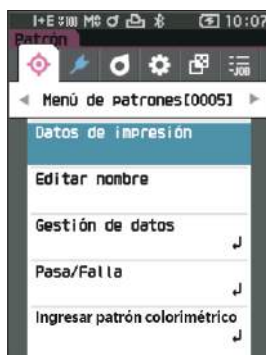 I+E M 10:07
Patrón
JOB
Menú de patrones[0005]
Datos de impresión
Editar nombre
Gestión de datos
Pasa/Falla
Ingresar patrón colorimétrico